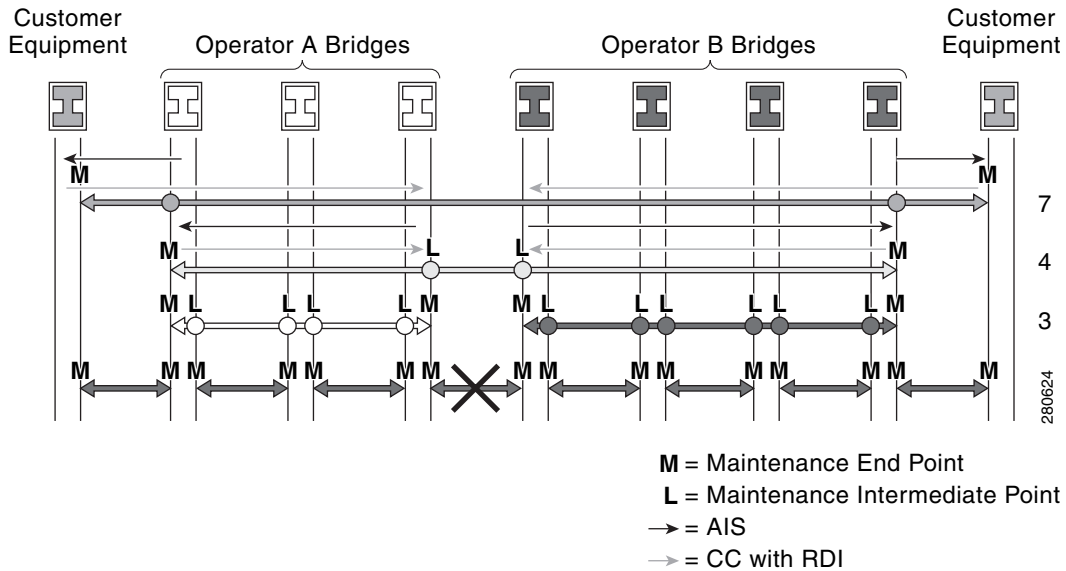 Customer
Equipment
Operator A Bridges
Operator B Bridges
Customer
Equipment
M M
7
M L L M
4
M L L L L M M L L L L L M
3
M M M M M M M M M M M M M M M M
280624
M = Maintenance End Point
L = Maintenance Intermediate Point
= AIS
= CC with RDI